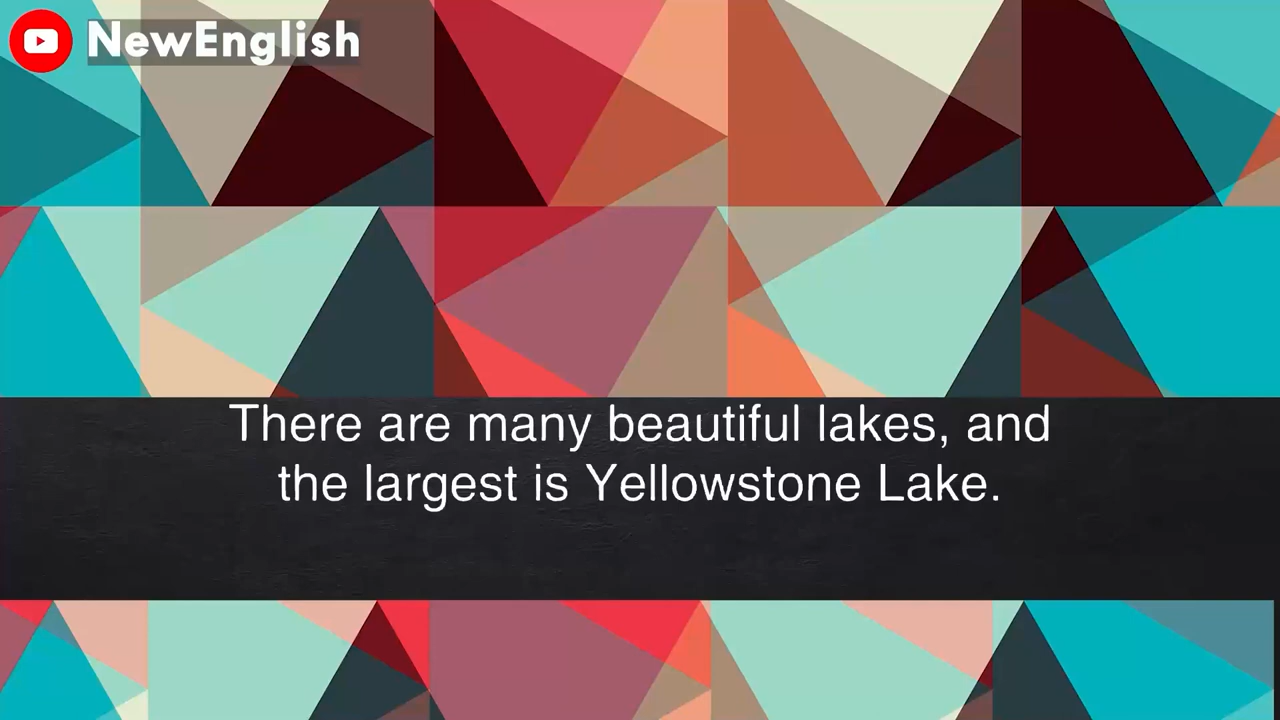 NewEnglish
There are many beautiful lakes, and
the largest is Yellowstone Lake.